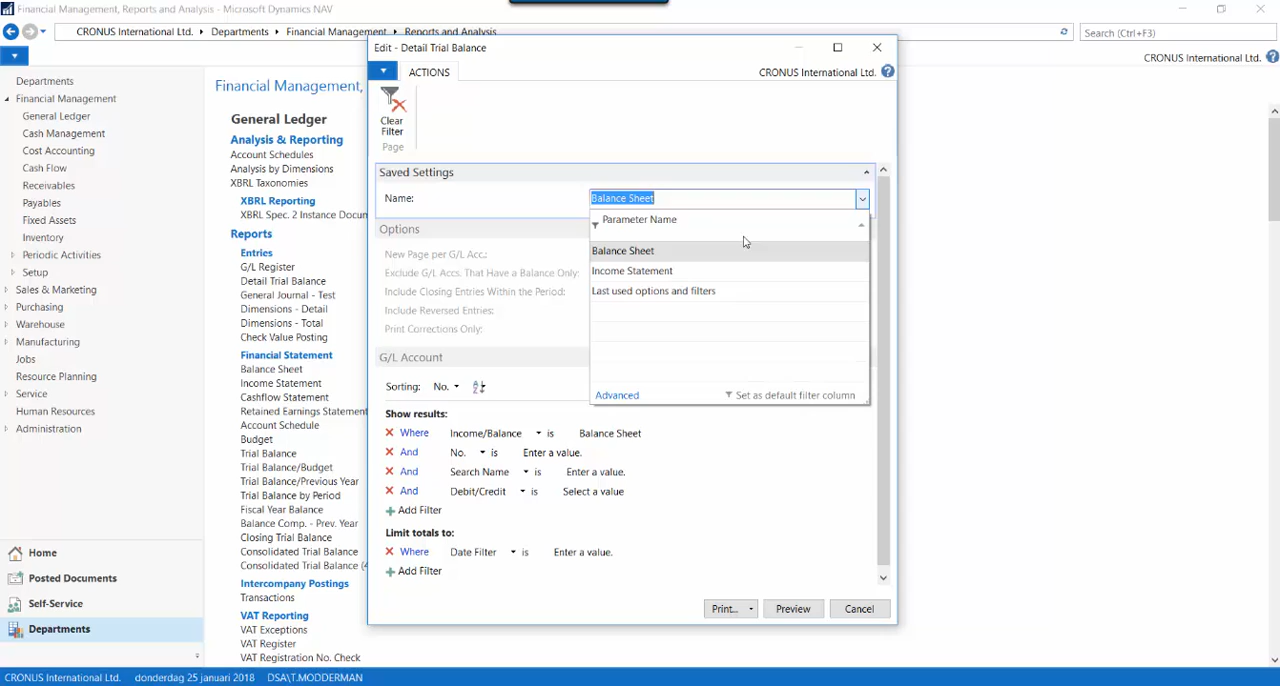 Financial Management, Reports and Analysis - Microsoft Dynamics NAV
CRONUS International Ltd. ▸ Departments ▸ Financial Management ▸ Reports and Analysis
Search (Ctrl+F3)
CRONUS International Ltd.
Departments
Financial Management
General Ledger
Cash Management
Cost Accounting
Cash Flow
Receivables
Payables
Fixed Assets
Inventory
Periodic Activities
Setup
Sales & Marketing
Purchasing
Warehouse
Manufacturing
Jobs
Resource Planning
Service
Human Resources
Administration
Home
Posted Documents
Self-Service
Departments
Financial Management,
General Ledger
Analysis & Reporting
Account Schedules
Analysis by Dimensions
XBRL Taxonomies
XBRL Reporting
XBRL Spec. 2 Instance Docum
Reports
Entries
G/L Register
Detail Trial Balance
General Journal - Test
Dimensions - Detail
Dimensions - Total
Check Value Posting
Financial Statement
Balance Sheet
Income Statement
Cashflow Statement
Retained Earnings Statement
Account Schedule
Budget
Trial Balance
Trial Balance/Budget
Trial Balance/Previous Year
Trial Balance by Period
Fiscal Year Balance
Balance Comp. - Prev. Year
Closing Trial Balance
Consolidated Trial Balance
Consolidated Trial Balance (4
Intercompany Postings
Transactions
VAT Reporting
VAT Exceptions
VAT Register
VAT Registration No. Check
Edit - Detail Trial Balance
ACTIONS
CRONUS International Ltd.
Clear
Filter
Page
Saved Settings
Name:
Balance Sheet
Parameter Name
Balance Sheet
Income Statement
Last used options and filters
Advanced
Set as default filter column
Options
New Page per G/L Acc.:
Exclude G/L Accs. That Have a Balance Only:
Include Closing Entries Within the Period:
Include Reversed Entries:
Print Corrections Only:
G/L Account
Sorting: No.
Show results:
Where Income/Balance is Balance Sheet
And No. is Enter a value.
And Search Name is Enter a value.
And Debit/Credit is Select a value
Add Filter
Limit totals to:
Where Date Filter is Enter a value.
Add Filter
Print... Preview Cancel
CRONUS International Ltd. donderdag 25 januari 2018 DSA\T.MODDERMAN